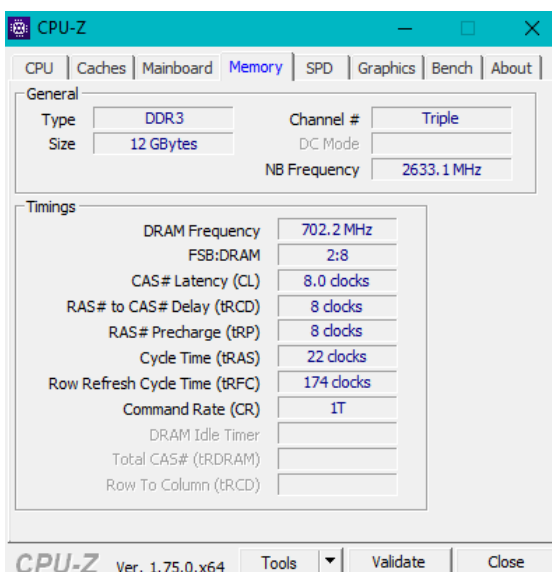 CPU-Z
CPU Caches Mainboard Memory SPD Graphics Bench About
General
Type DDR3 Channel # Triple
Size 12 GBytes DC Mode
NB Frequency 2633.1 MHz
Timings
DRAM Frequency 702.2 MHz
FSB:DRAM 2:8
CAS# Latency (CL) 8.0 clocks
RAS# to CAS# Delay (tRCD) 8 clocks
RAS# Precharge (tRP) 8 clocks
Cycle Time (tRAS) 22 clocks
Row Refresh Cycle Time (tRFC) 174 clocks
Command Rate (CR) 1T
DRAM Idle Timer
Total CAS# (tRDRAM)
Row To Column (tRCD)
CPU-Z Ver. 1.75.0.x64 Tools Validate Close